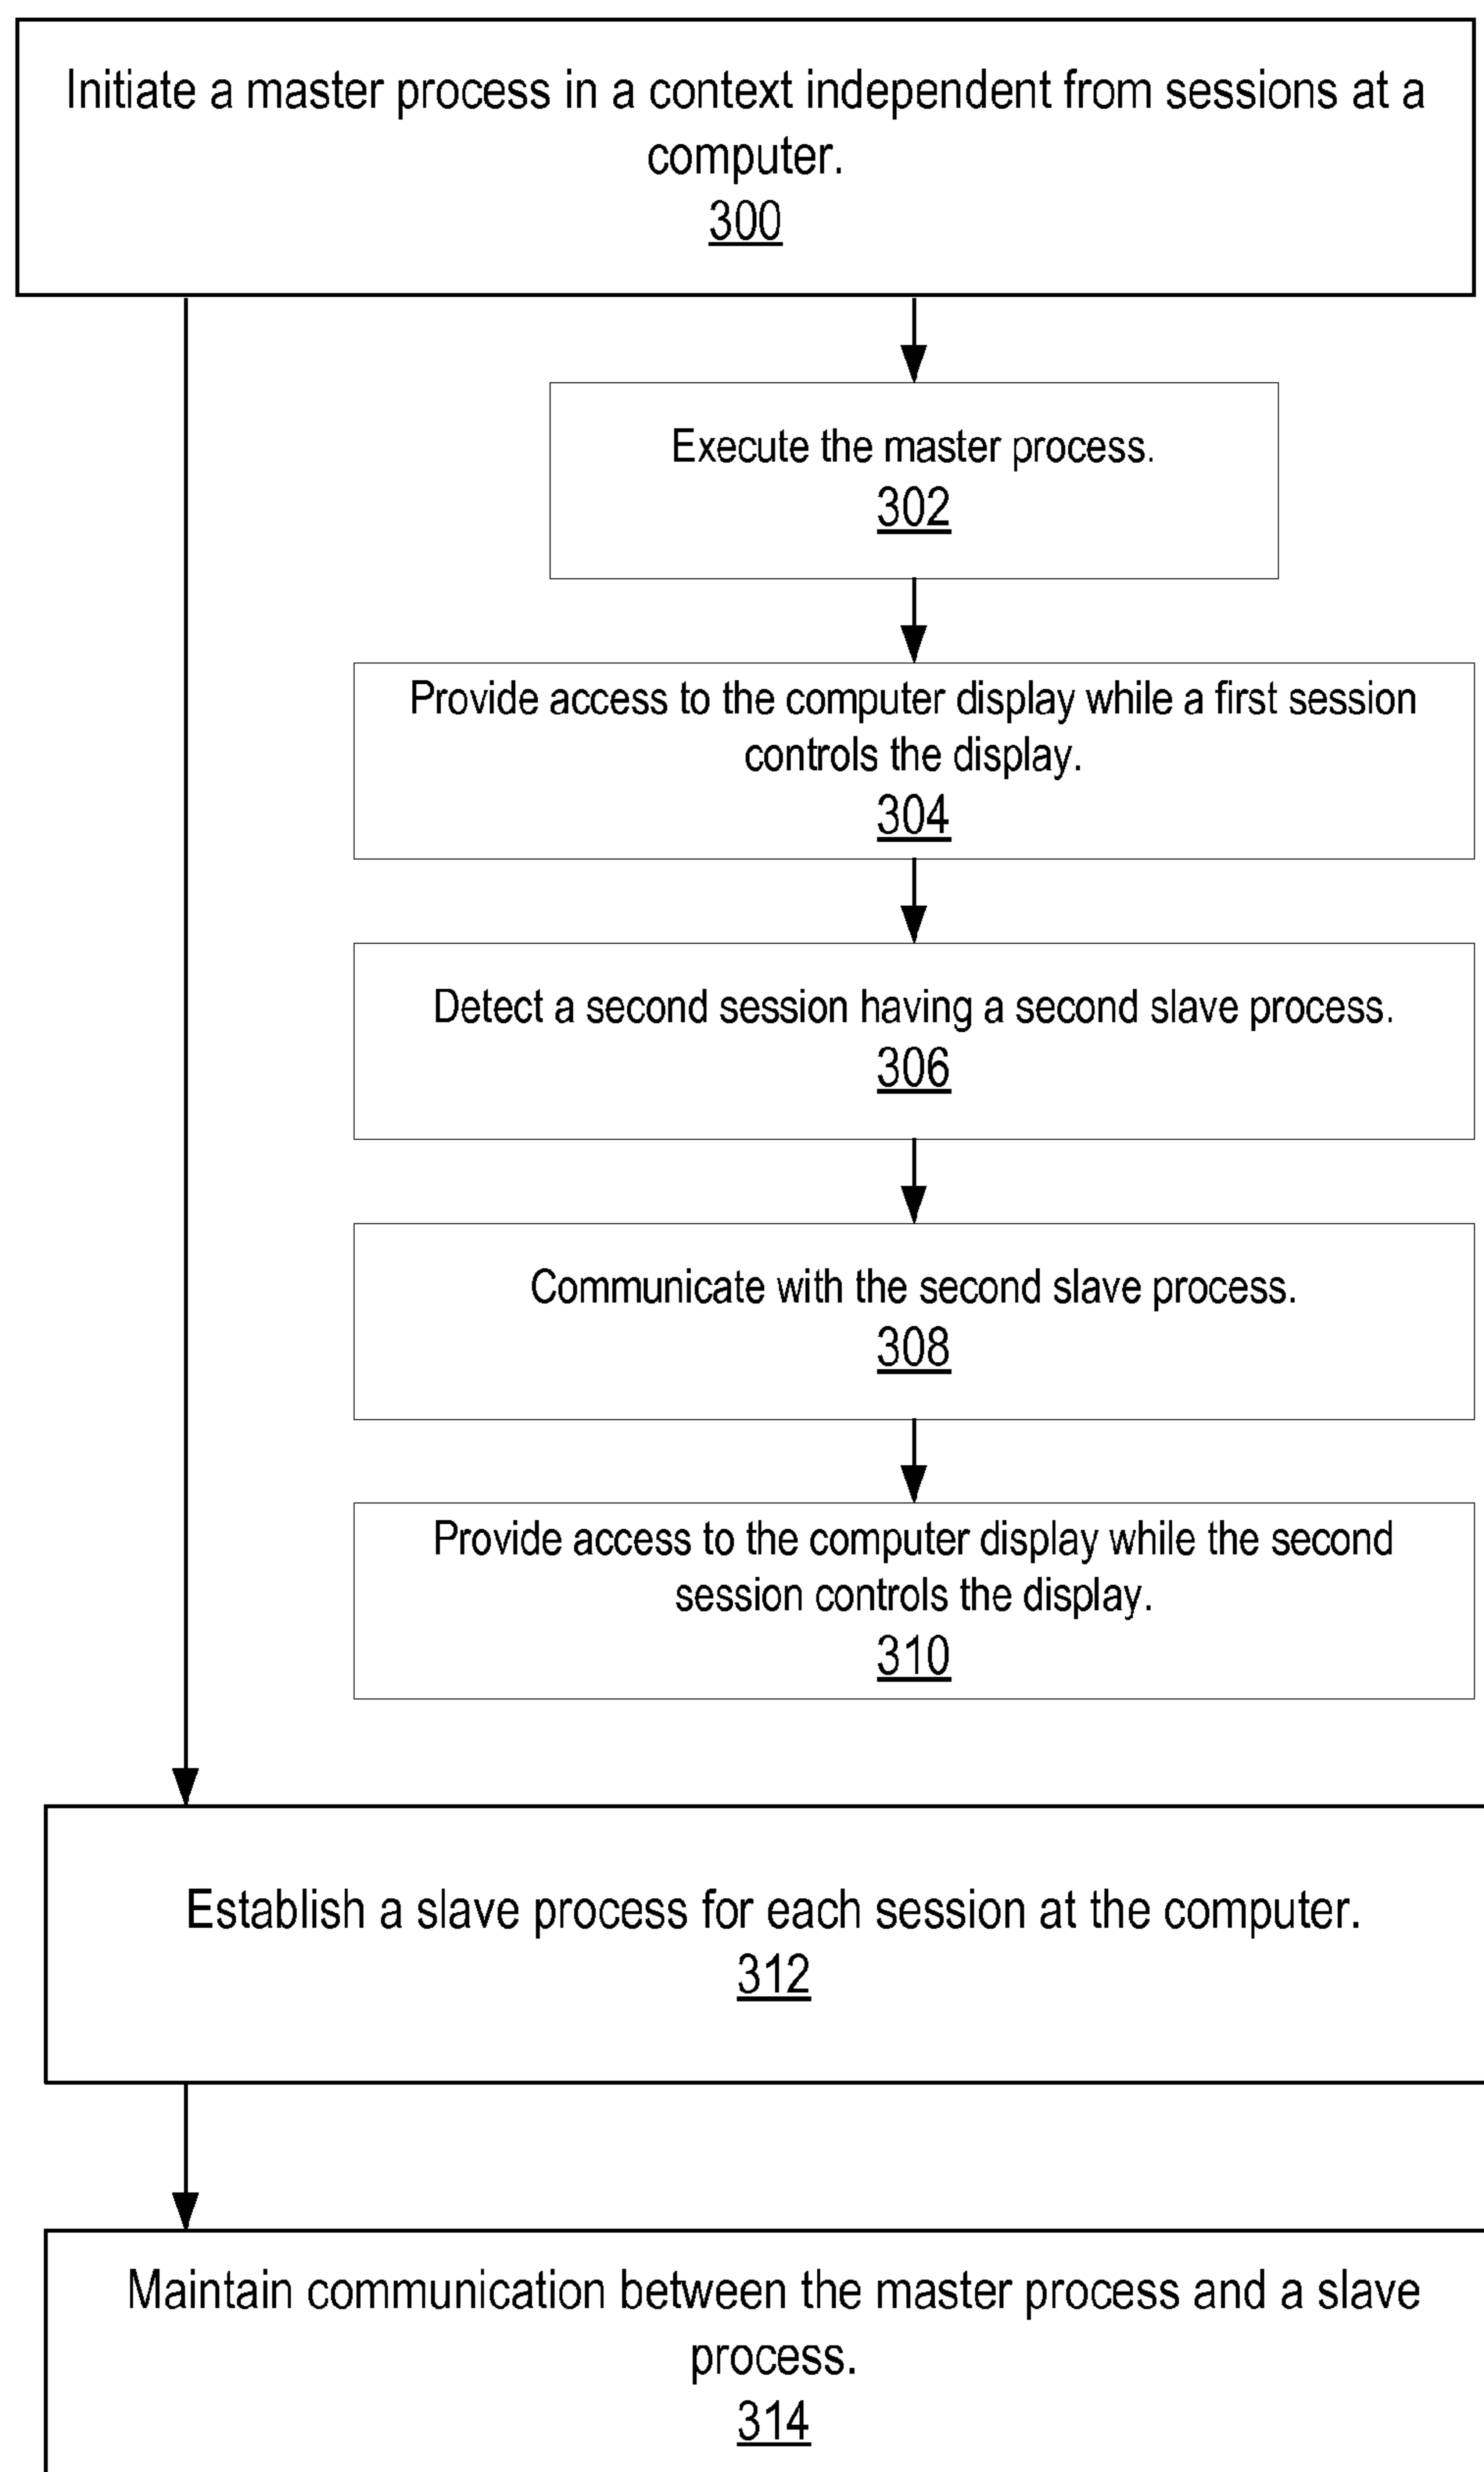 Initiate a master process in a context independent from sessions at a
computer.
300
Execute the master process.
302
Provide access to the computer display while a first session
controls the display.
304
Detect a second session having a second slave process.
306
Communicate with the second slave process.
308
Provide access to the computer display while the second
session controls the display.
310
Establish a slave process for each session at the computer.
312
Maintain communication between the master process and a slave
process.
314